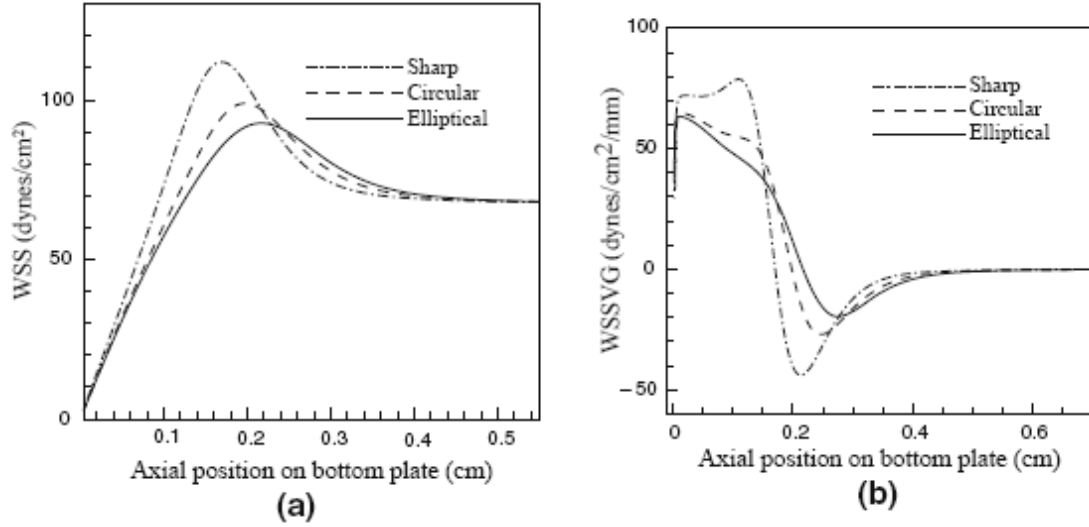 WSS (dynes/cm²)
100
50
0
Sharp
Circular
Elliptical
0.1 0.2 0.3 0.4 0.5
Axial position on bottom plate (cm)
(a)
WSSVG (dynes/cm²/mm)
100
50
0
−50
Sharp
Circular
Elliptical
0 0.2 0.4 0.6
Axial position on bottom plate (cm)
(b)